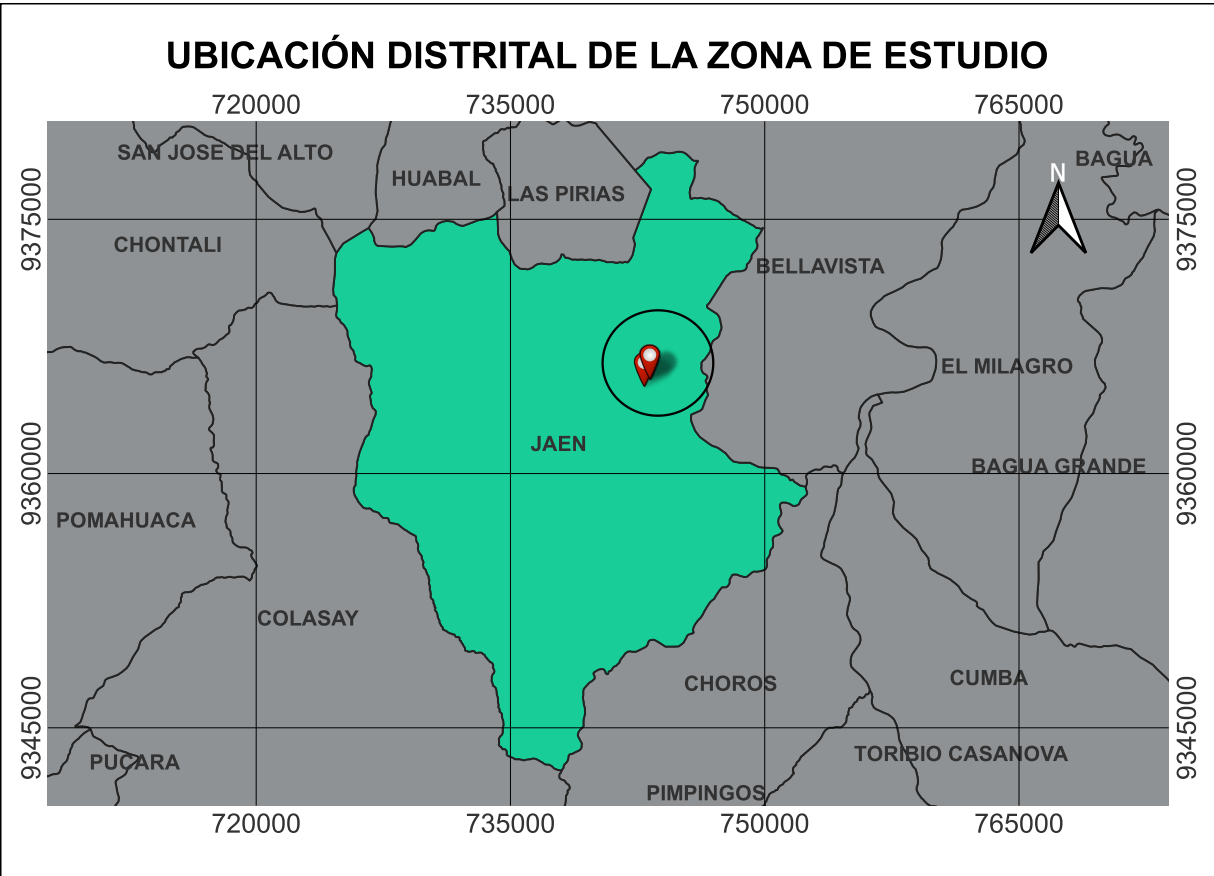 UBICACIÓN DISTRITAL DE LA ZONA DE ESTUDIO
720000 735000 750000 765000
SAN JOSE DEL ALTO
BAGUA
N
HUABAL
LAS PIRIAS
9375000
9375000
CHONTALI
BELLAVISTA
EL MILAGRO
JAEN
BAGUA GRANDE
9360000
9360000
POMAHUACA
COLASAY
CUMBA
CHOROS
9345000
9345000
TORIBIO CASANOVA
PUCARA
PIMPINGOS
720000 735000 750000 765000